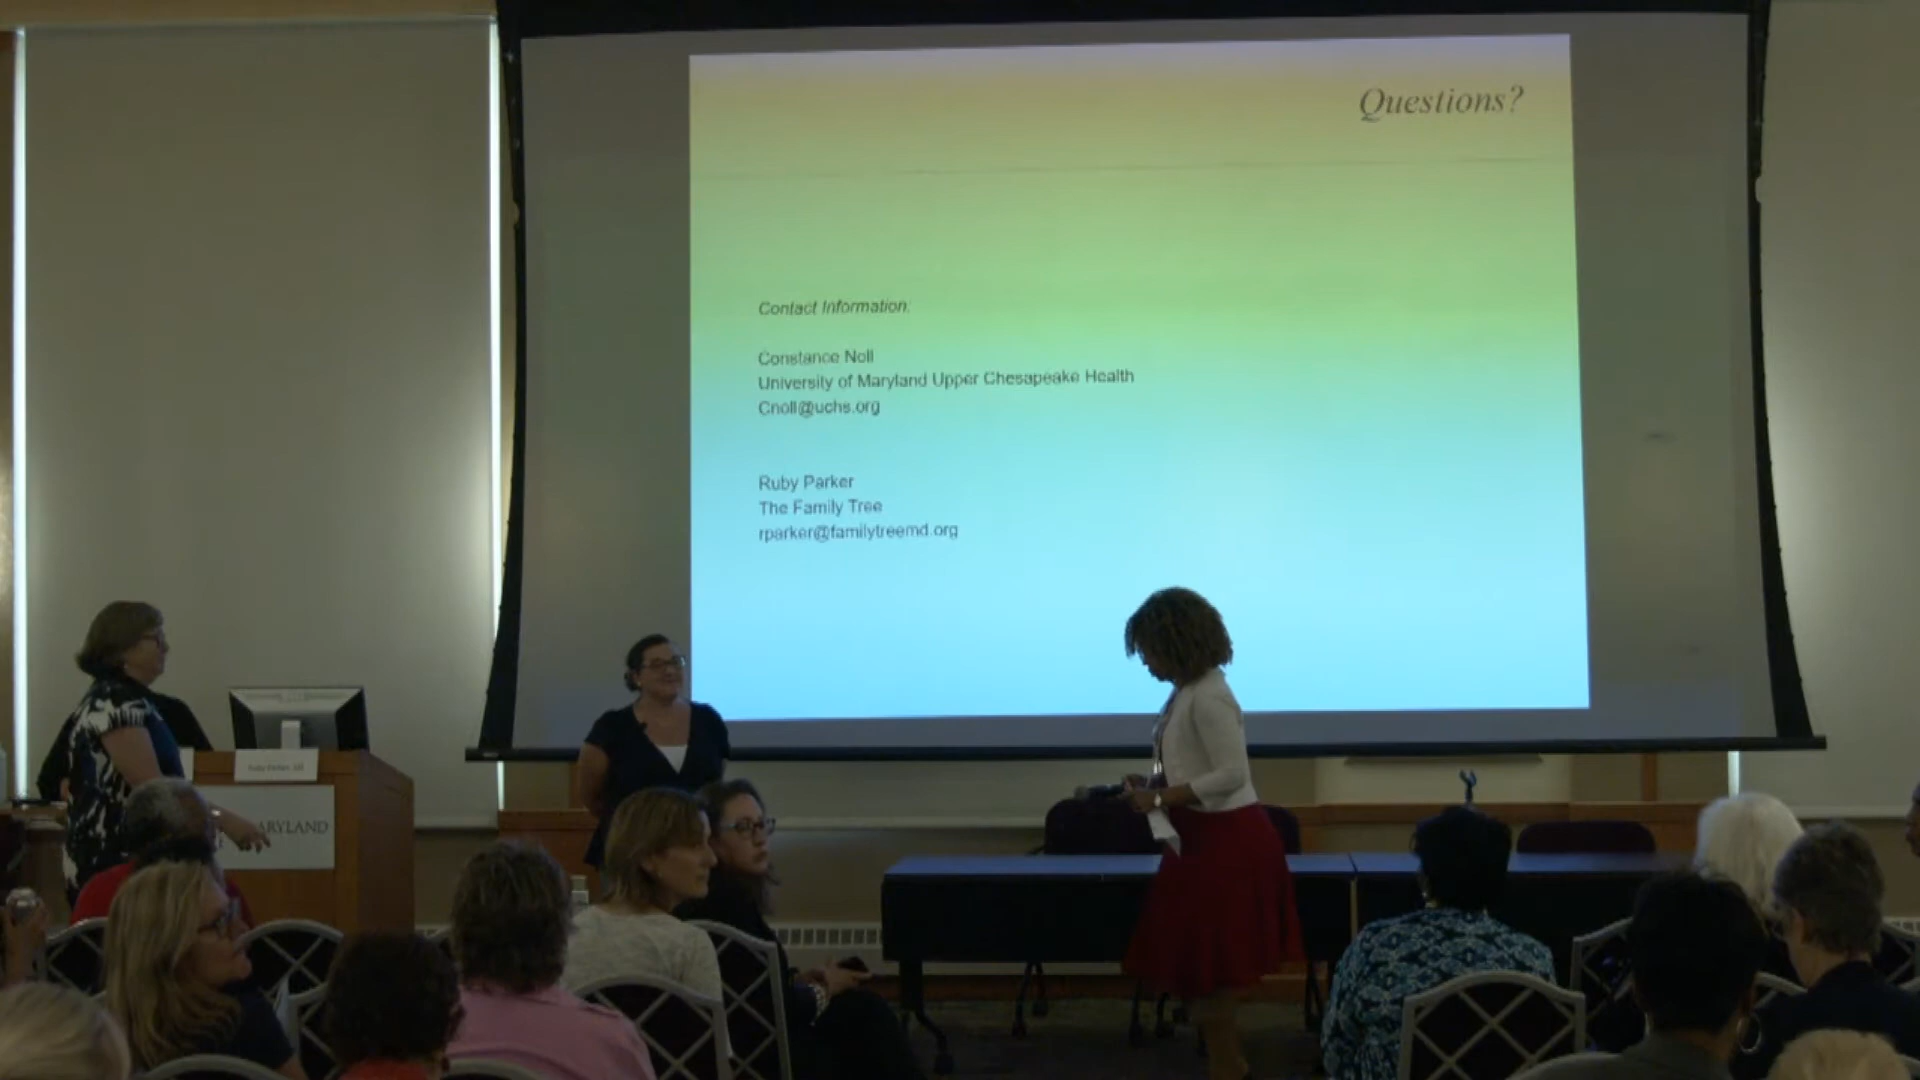 Questions?
Contact Information:
Constance Noll
University of Maryland Upper Chesapeake Health
Cnoll@uchs.org
Ruby Parker
The Family Tree
rparker@familytreemd.org
ARYLAND